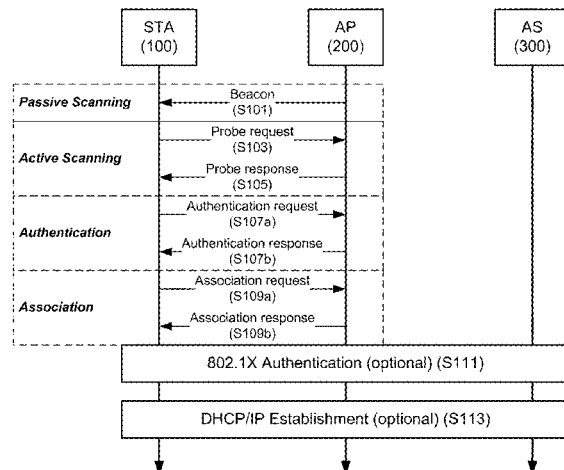 STA
(100)
AP
(200)
AS
(300)
Passive Scanning
Beacon
(S101)
Active Scanning
Probe request
(S103)
Probe response
(S105)
Authentication
Authentication request
(S107a)
Authentication response
(S107b)
Association
Association request
(S109a)
Association response
(S109b)
802.1X Authentication (optional) (S111)
DHCP/IP Establishment (optional) (S113)